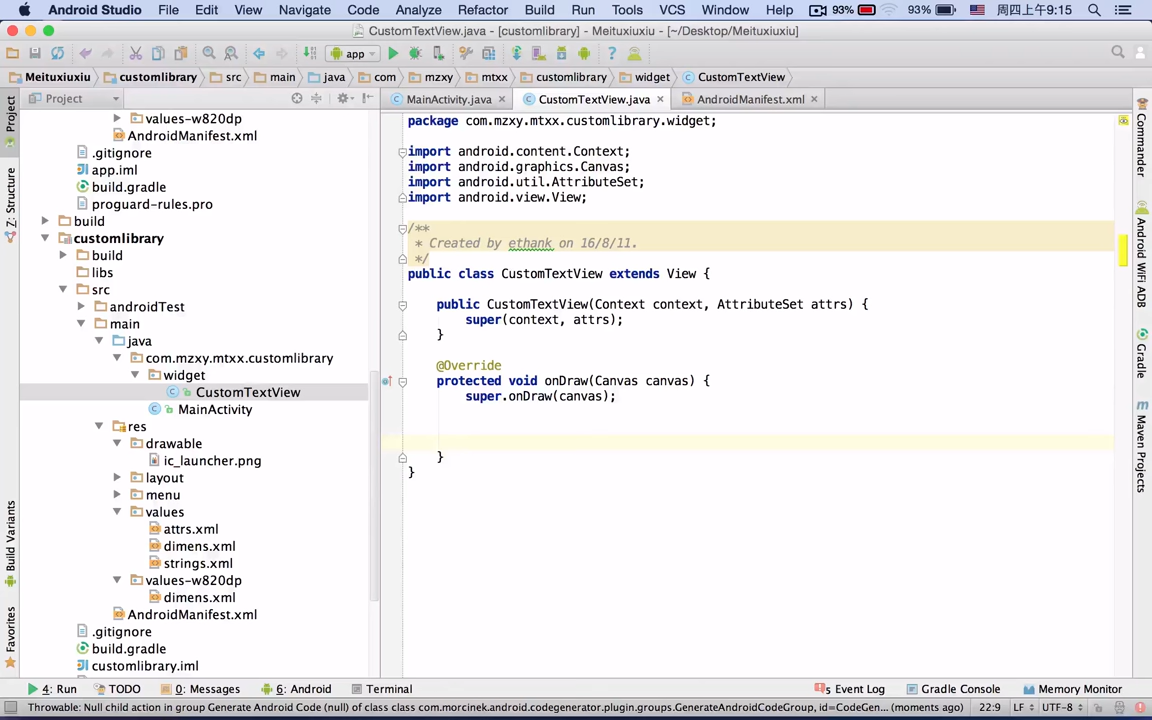 Android Studio File Edit View Navigate Code Analyze Refactor Build Run Tools VCS Window Help 93% 93% 周四上午9:15
CustomTextView.java - [customlibrary] - Meituxiuxiu - [~/Desktop/Meituxiuxiu]
app
Meituxiuxiu customlibrary src main java com mzxy mtxx customlibrary widget CustomTextView
Project
MainActivity.java CustomTextView.java AndroidManifest.xml
Project
Z: Structure
Build Variants
Favorites
values-w820dp
AndroidManifest.xml
.gitignore
app.iml
build.gradle
proguard-rules.pro
build
customlibrary
build
libs
src
androidTest
main
java
com.mzxy.mtxx.customlibrary
widget
CustomTextView
MainActivity
res
drawable
ic_launcher.png
layout
menu
values
attrs.xml
dimens.xml
strings.xml
values-w820dp
dimens.xml
AndroidManifest.xml
.gitignore
build.gradle
customlibrary.iml
package com.mzxy.mtxx.customlibrary.widget;
import android.content.Context;
import android.graphics.Canvas;
import android.util.AttributeSet;
import android.view.View;
/**
* Created by ethank on 16/8/11.
*/
public class CustomTextView extends View {
public CustomTextView(Context context, AttributeSet attrs) {
super(context, attrs);
}
@Override
protected void onDraw(Canvas canvas) {
super.onDraw(canvas);
}
}
Commander
Android WiFi ADB
Gradle
Maven Projects
4: Run TODO 0: Messages 6: Android Terminal 5 Event Log Gradle Console Memory Monitor
Throwable: Null child action in group Generate Android Code (null) of class class com.morcinek.android.codegenerator.plugin.groups.GenerateAndroidCodeGroup, id=CodeGen... (moments ago) 22:9 LF UTF-8